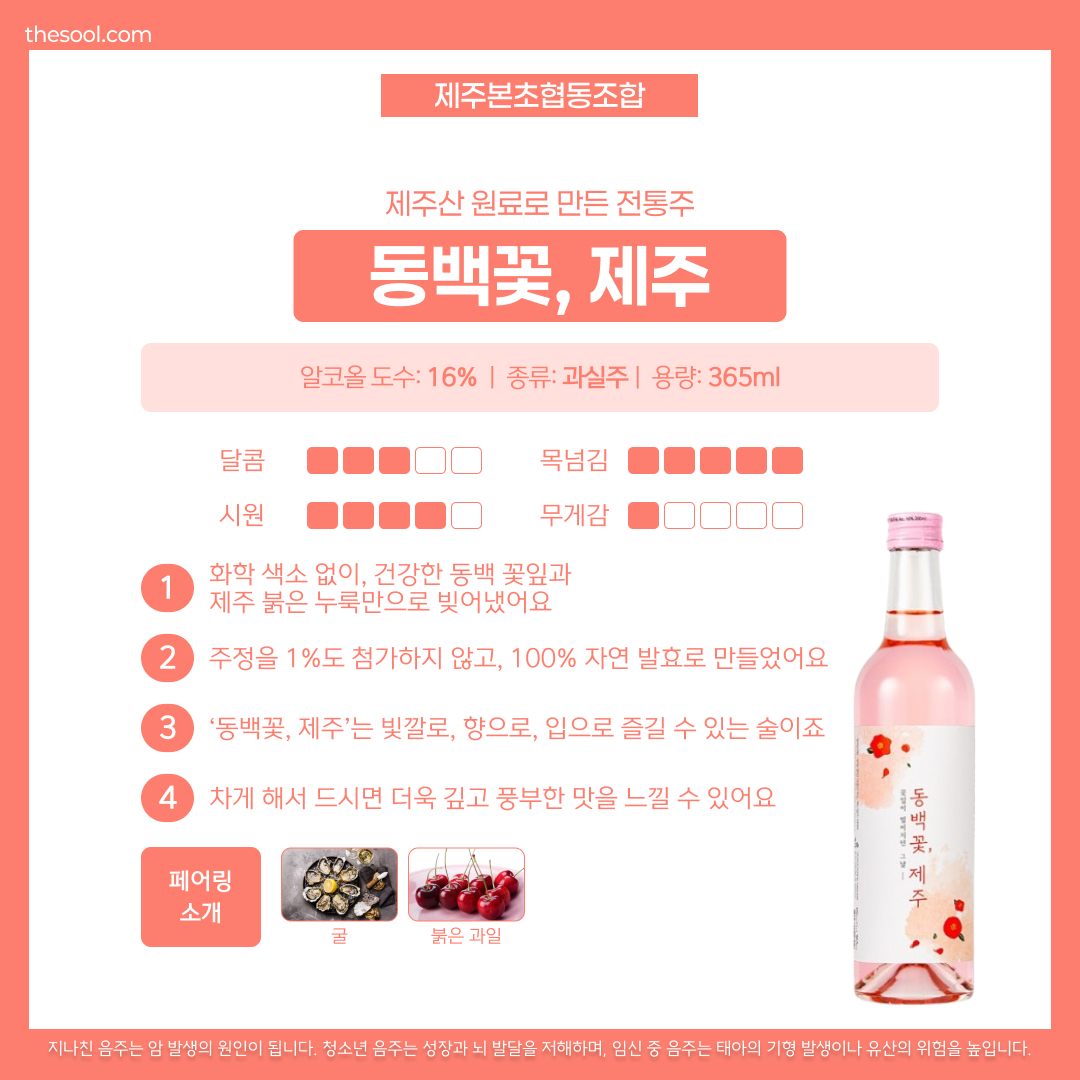 thesool.com
제주본초협동조합
제주산 원료로 만든 전통주
동백꽃, 제주
알코올 도수: 16% | 종류: 과실주 | 용량: 365ml
달콤
목넘김
시원
무게감
1 화학 색소 없이, 건강한 동백 꽃잎과
제주 붉은 누룩만으로 빚어냈어요
2 주정을 1%도 첨가하지 않고, 100% 자연 발효로 만들었어요
3 ‘동백꽃, 제주’는 빛깔로, 향으로, 입으로 즐길 수 있는 술이죠
4 차게 해서 드시면 더욱 깊고 풍부한 맛을 느낄 수 있어요
페어링
소개
굴
붉은 과일
동백꽃, 제주
꽃잎이 떨어지던 그날
지나친 음주는 암 발생의 원인이 됩니다. 청소년 음주는 성장과 뇌 발달을 저해하며, 임신 중 음주는 태아의 기형 발생이나 유산의 위험을 높입니다.